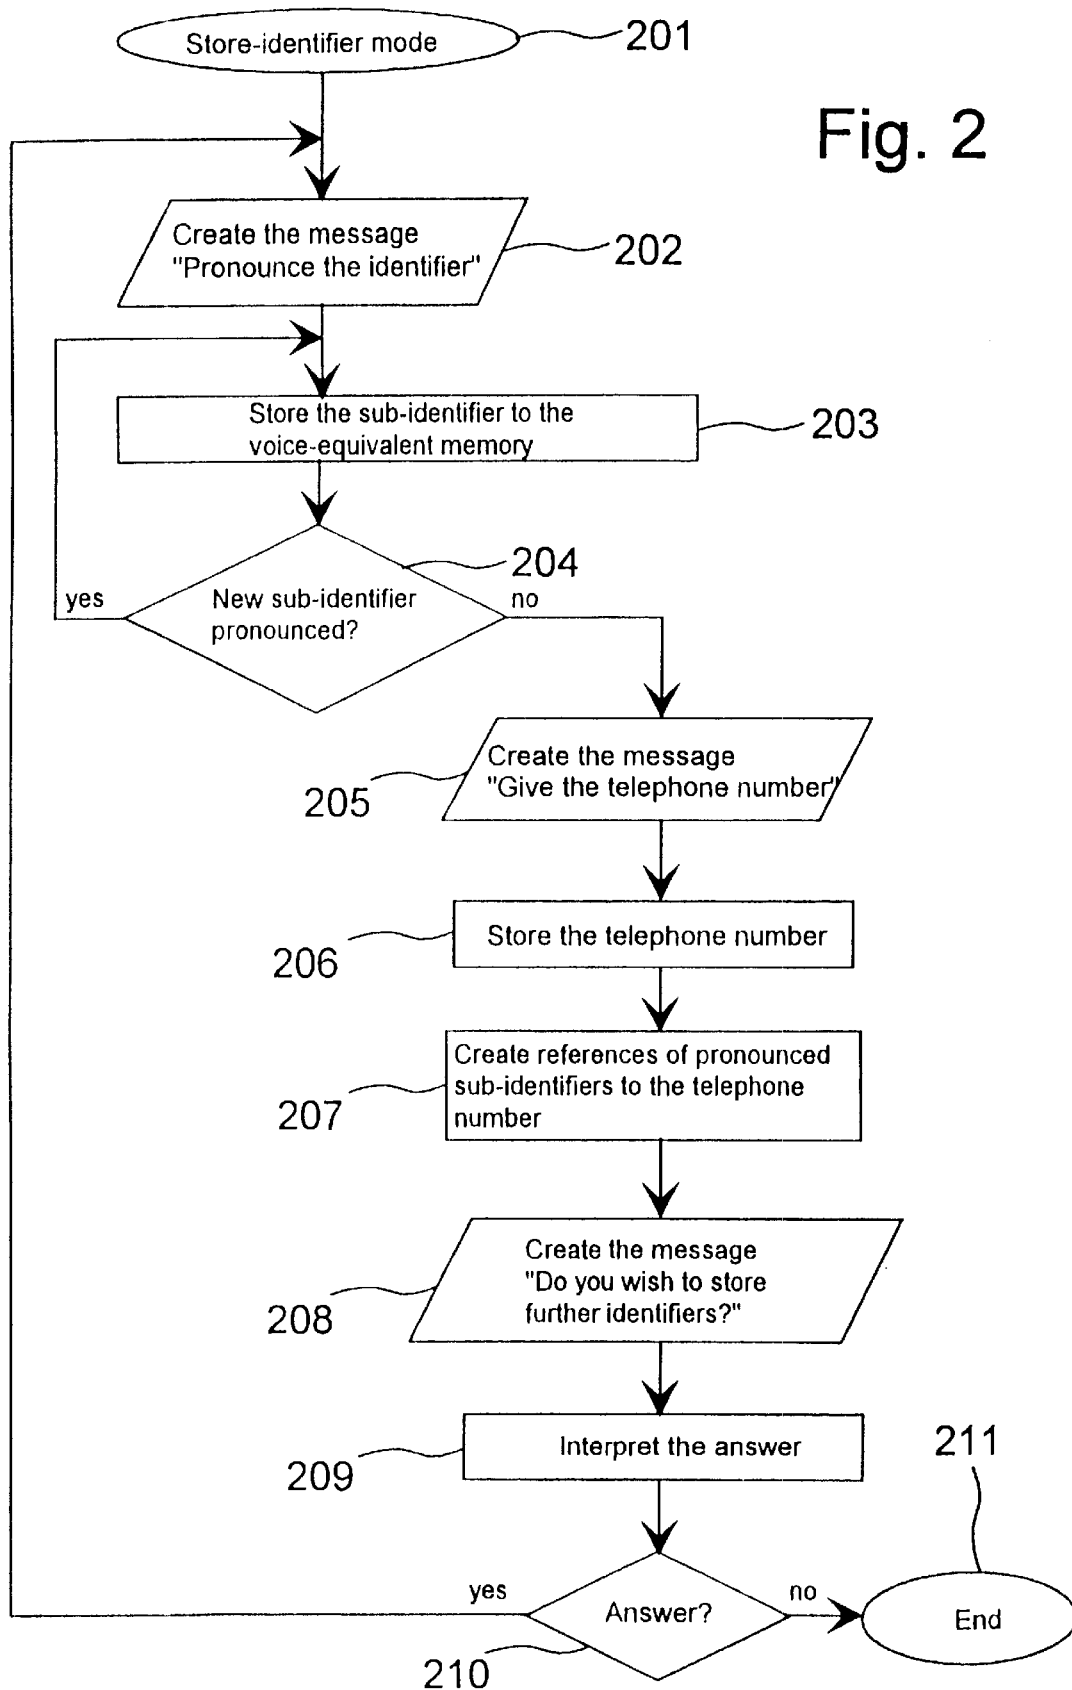 Store-identifier mode
201
Fig. 2
Create the message
"Pronounce the identifier"
202
Store the sub-identifier to the
voice-equivalent memory
203
204
New sub-identifier
pronounced?
yes
no
Create the message
"Give the telephone number"
205
Store the telephone number
206
Create references of pronounced
sub-identifiers to the telephone
number
207
Create the message
"Do you wish to store
further identifiers?"
208
Interpret the answer
209
211
yes
Answer?
no
End
210